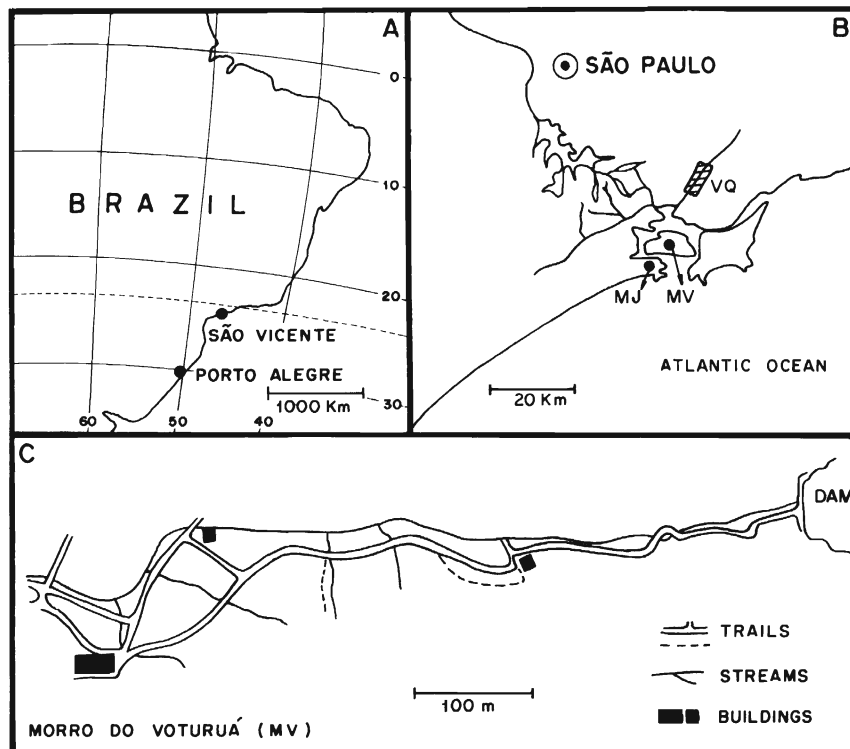 A
0
10
BRAZIL
20
SÃO VICENTE
PORTO ALEGRE
1000 Km
30
60
50
40
B
SÃO PAULO
VQ
MJ
MV
ATLANTIC OCEAN
20 Km
C
DAM
TRAILS
STREAMS
BUILDINGS
100 m
MORRO DO VOTURUÁ (MV)